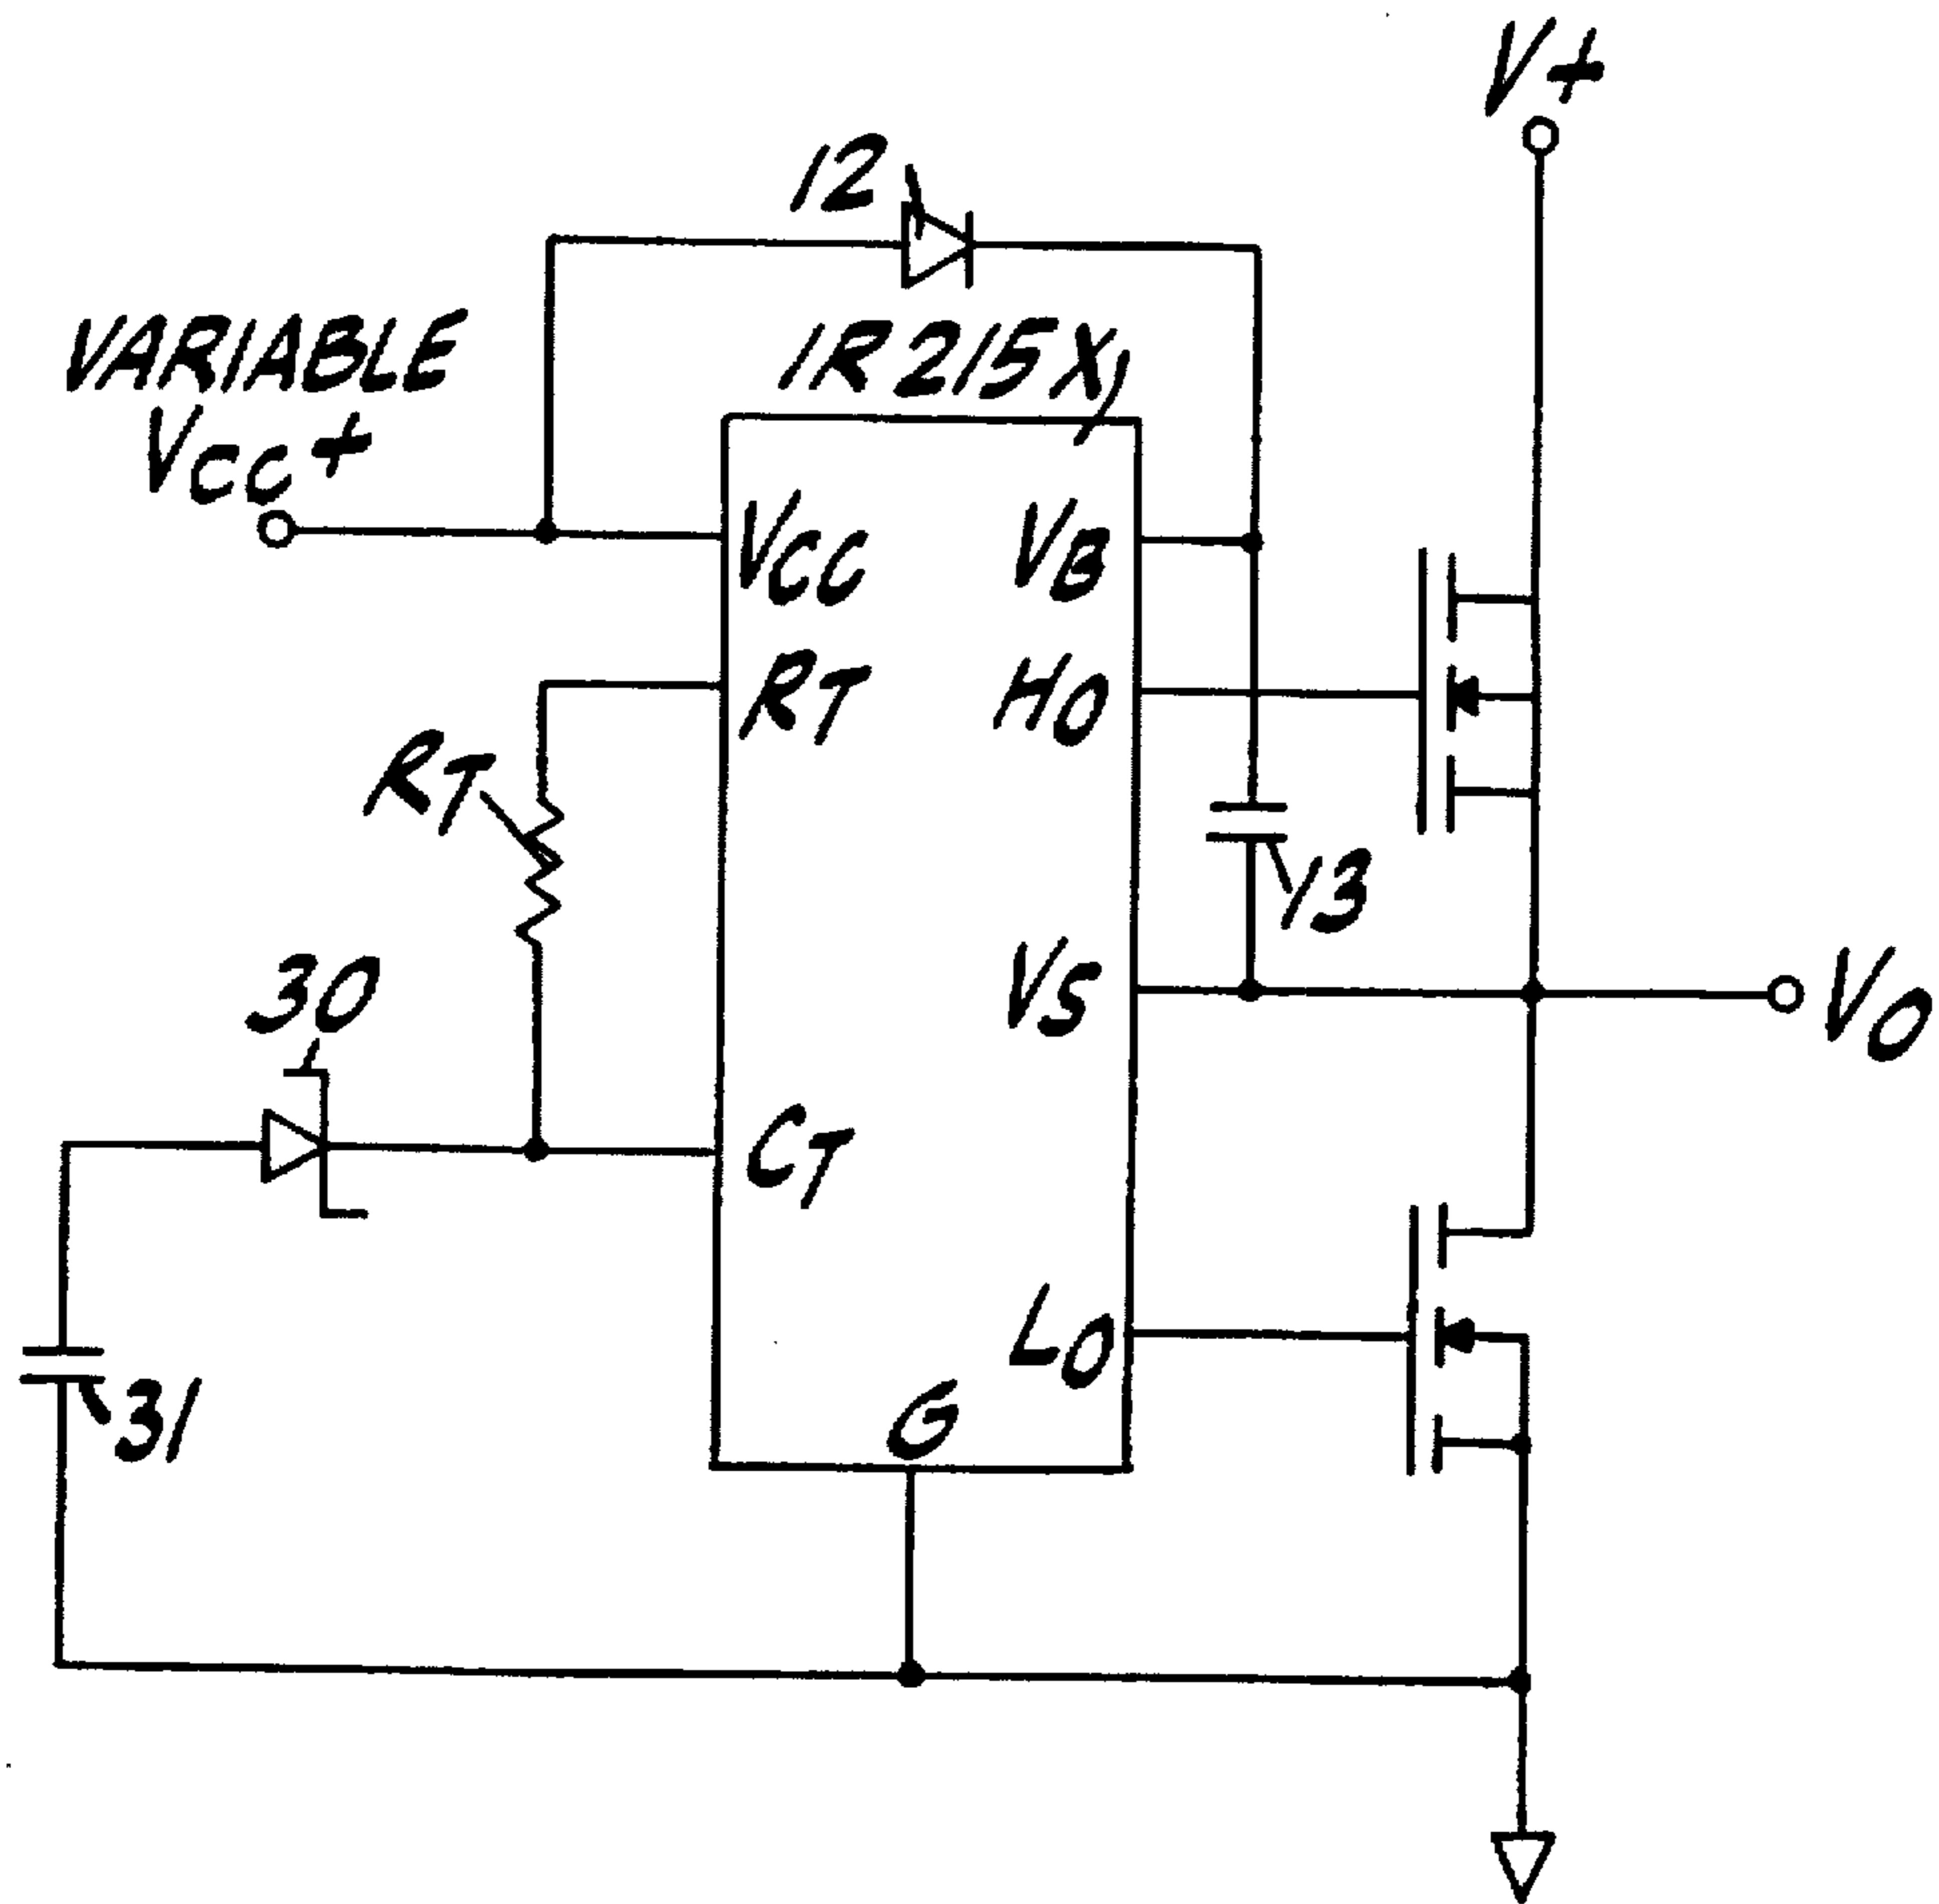 V+
12
VARIABLE
VCC+
IR215X
VCC
VB
RT
HO
RT
13
VS
VO
30
CT
LO
31
G